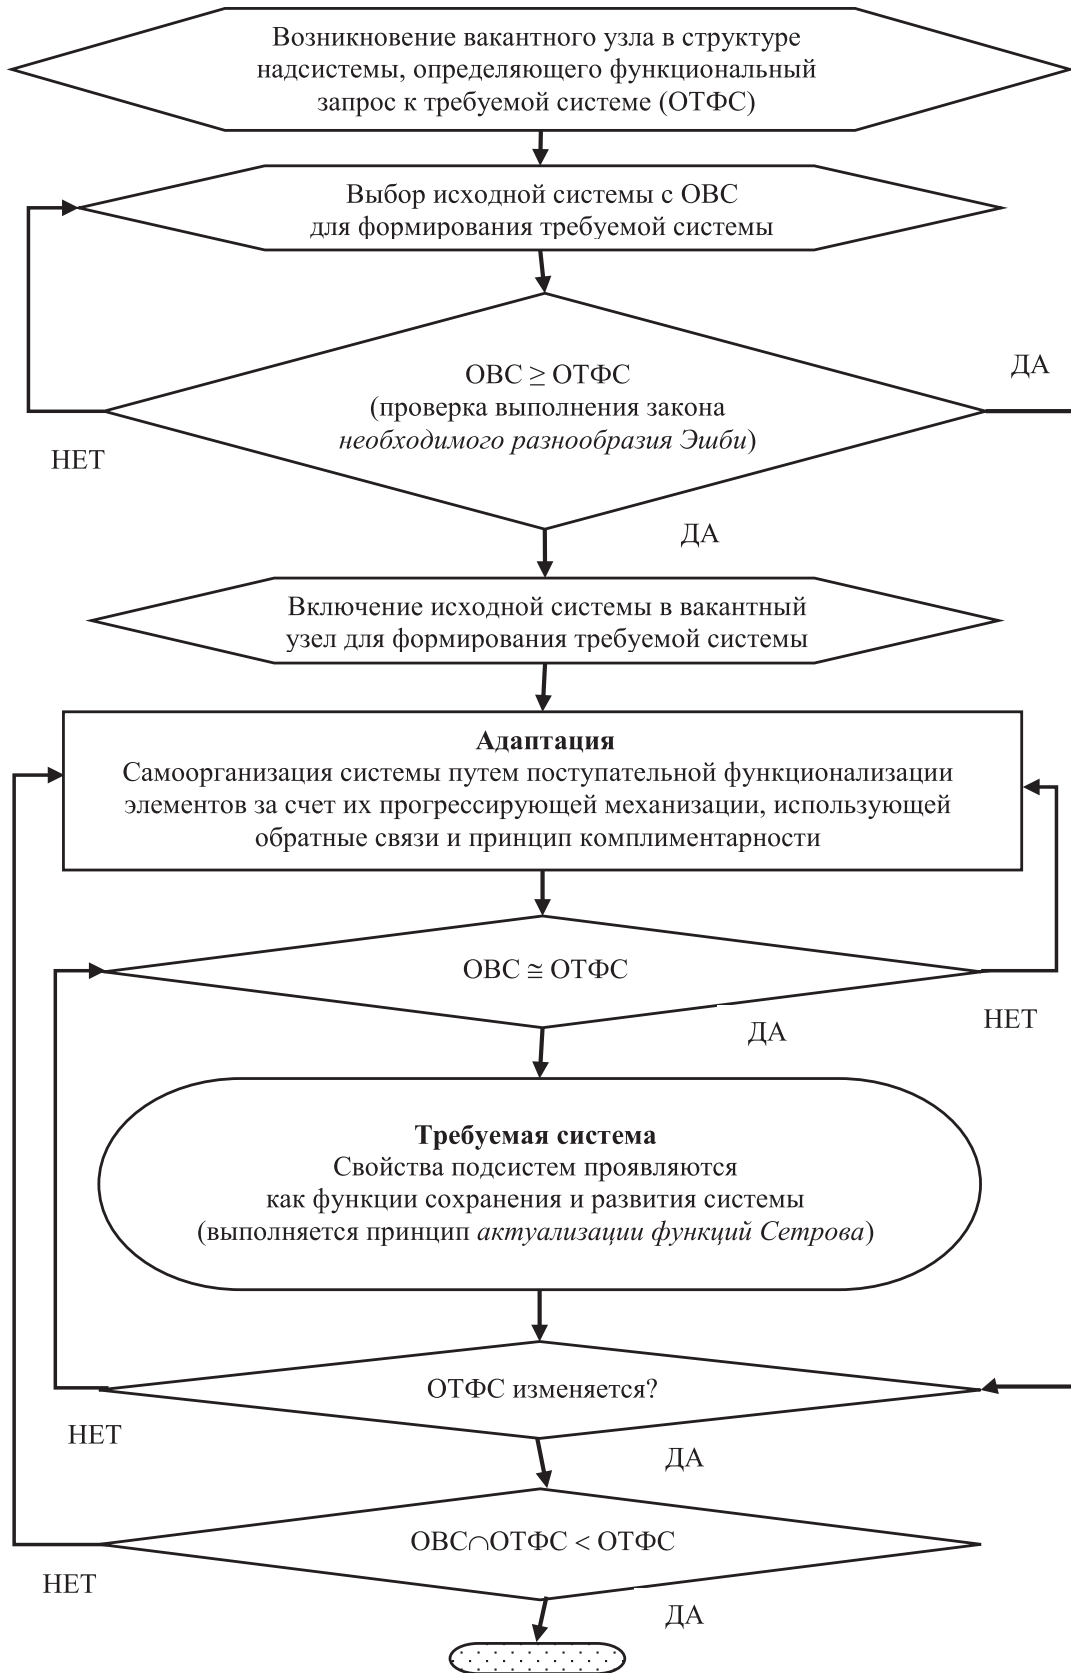 Возникновение вакантного узла в структуре
надсистемы, определяющего функциональный
запрос к требуемой системе (ОТФС)
Выбор исходной системы с ОВС
для формирования требуемой системы
ОВС ≥ ОТФС
(проверка выполнения закона
необходимого разнообразия Эшби)
ДА
НЕТ
ДА
Включение исходной системы в вакантный
узел для формирования требуемой системы
Адаптация
Самоорганизация системы путем поступательной функционализации
элементов за счет их прогрессирующей механизации, использующей
обратные связи и принцип комплиментарности
ОВС ≅ ОТФС
ДА
НЕТ
Требуемая система
Свойства подсистем проявляются
как функции сохранения и развития системы
(выполняется принцип актуализации функций Сетрова)
ОТФС изменяется?
НЕТ
ДА
ОВС∩ОТФС < ОТФС
НЕТ
ДА